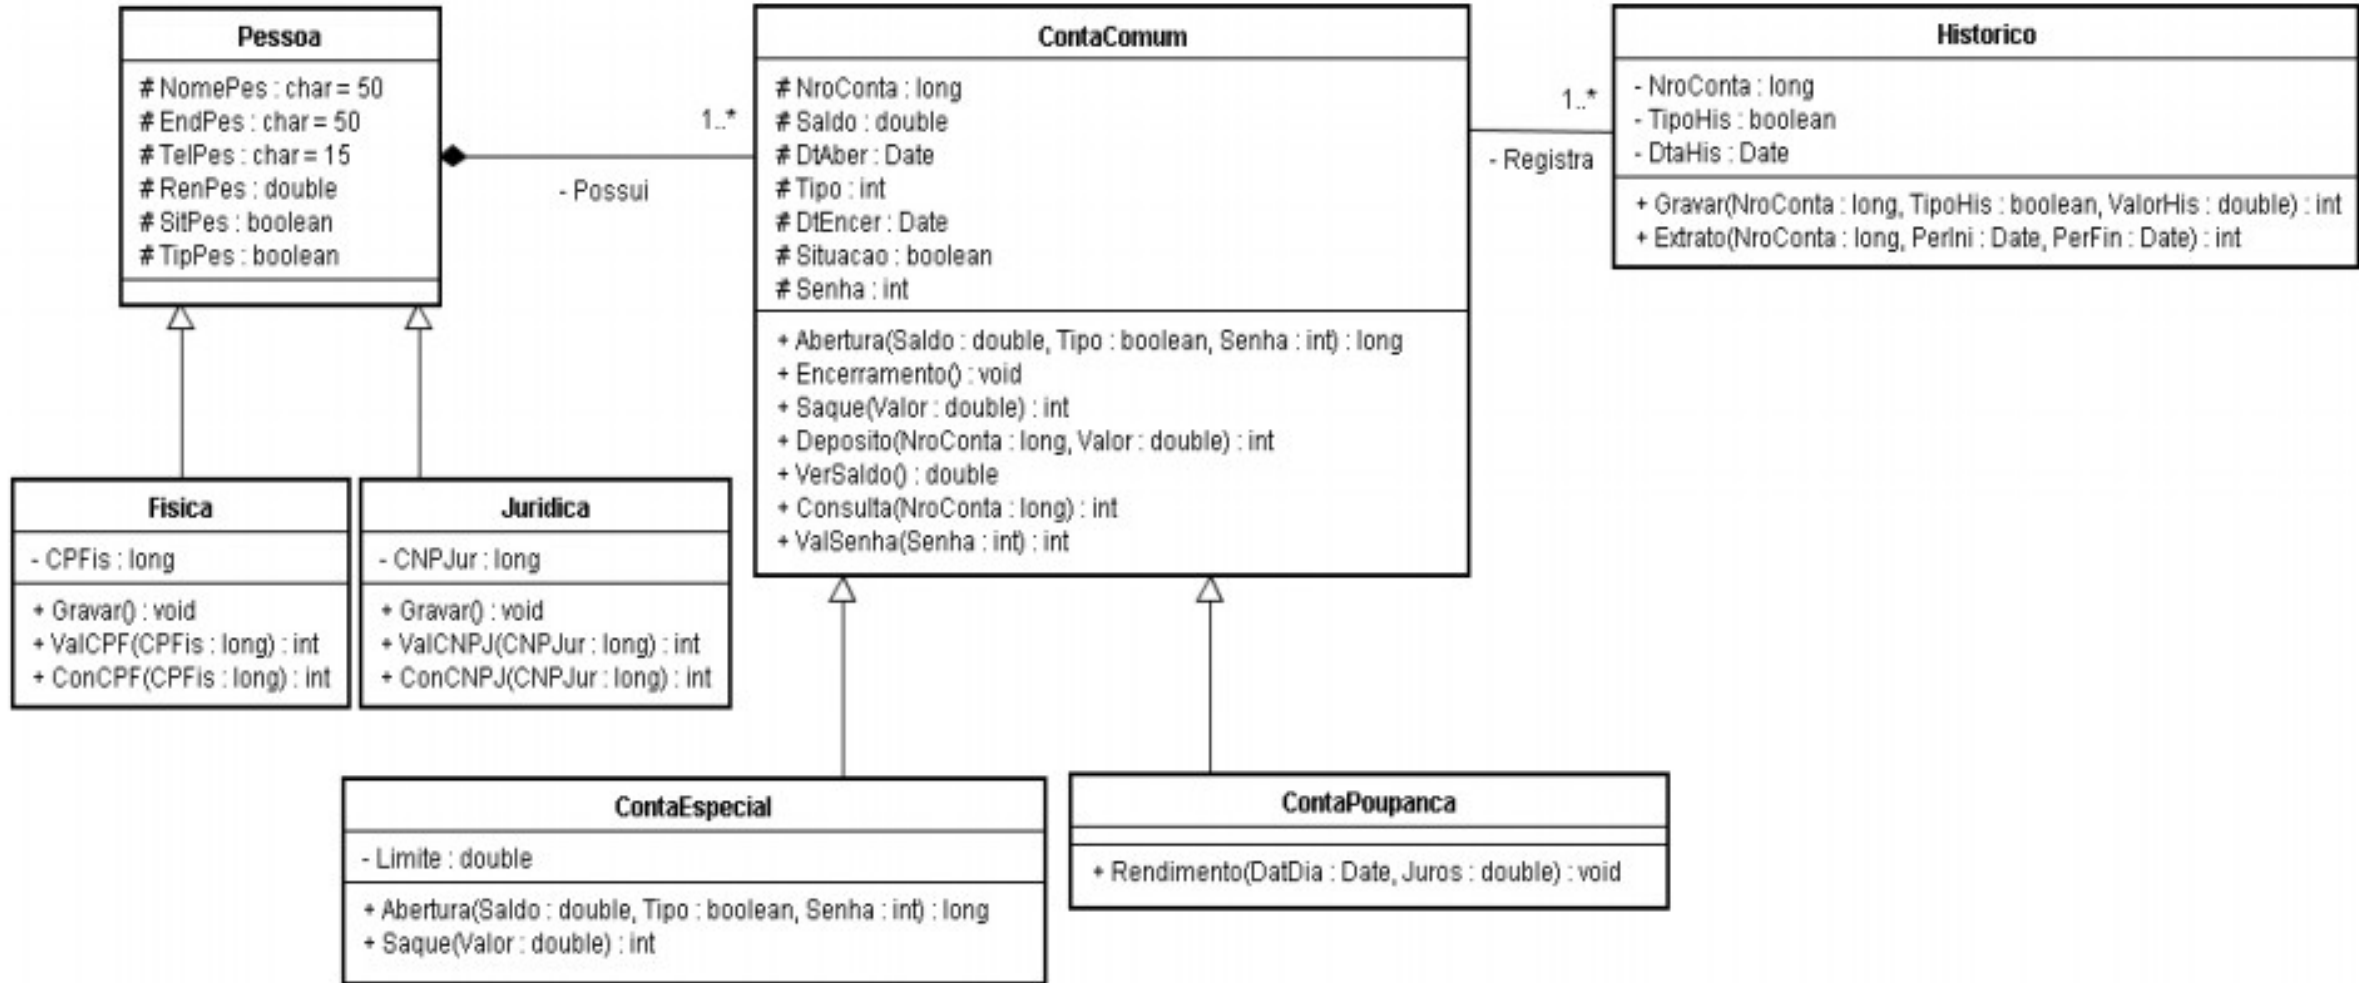 Pessoa
# NomePes : char = 50
# EndPes : char = 50
# TelPes : char = 15
# RenPes : double
# SitPes : boolean
# TipPes : boolean
1..*
- Possui
ContaComum
# NroConta : long
# Saldo : double
# DtAber : Date
# Tipo : int
# DtEncer : Date
# Situacao : boolean
# Senha : int
+ Abertura(Saldo : double, Tipo : boolean, Senha : int) : long
+ Encerramento() : void
+ Saque(Valor : double) : int
+ Deposito(NroConta : long, Valor : double) : int
+ VerSaldo() : double
+ Consulta(NroConta : long) : int
+ ValSenha(Senha : int) : int
1..*
- Registra
Historico
- NroConta : long
- TipoHis : boolean
- DtaHis : Date
+ Gravar(NroConta : long, TipoHis : boolean, ValorHis : double) : int
+ Extrato(NroConta : long, PerIni : Date, PerFin : Date) : int
Fisica
- CPFis : long
+ Gravar() : void
+ ValCPF(CPFis : long) : int
+ ConCPF(CPFis : long) : int
Juridica
- CNPJur : long
+ Gravar() : void
+ ValCNPJ(CNPJur : long) : int
+ ConCNPJ(CNPJur : long) : int
ContaEspecial
- Limite : double
+ Abertura(Saldo : double, Tipo : boolean, Senha : int) : long
+ Saque(Valor : double) : int
ContaPoupanca
+ Rendimento(DatDia : Date, Juros : double) : void